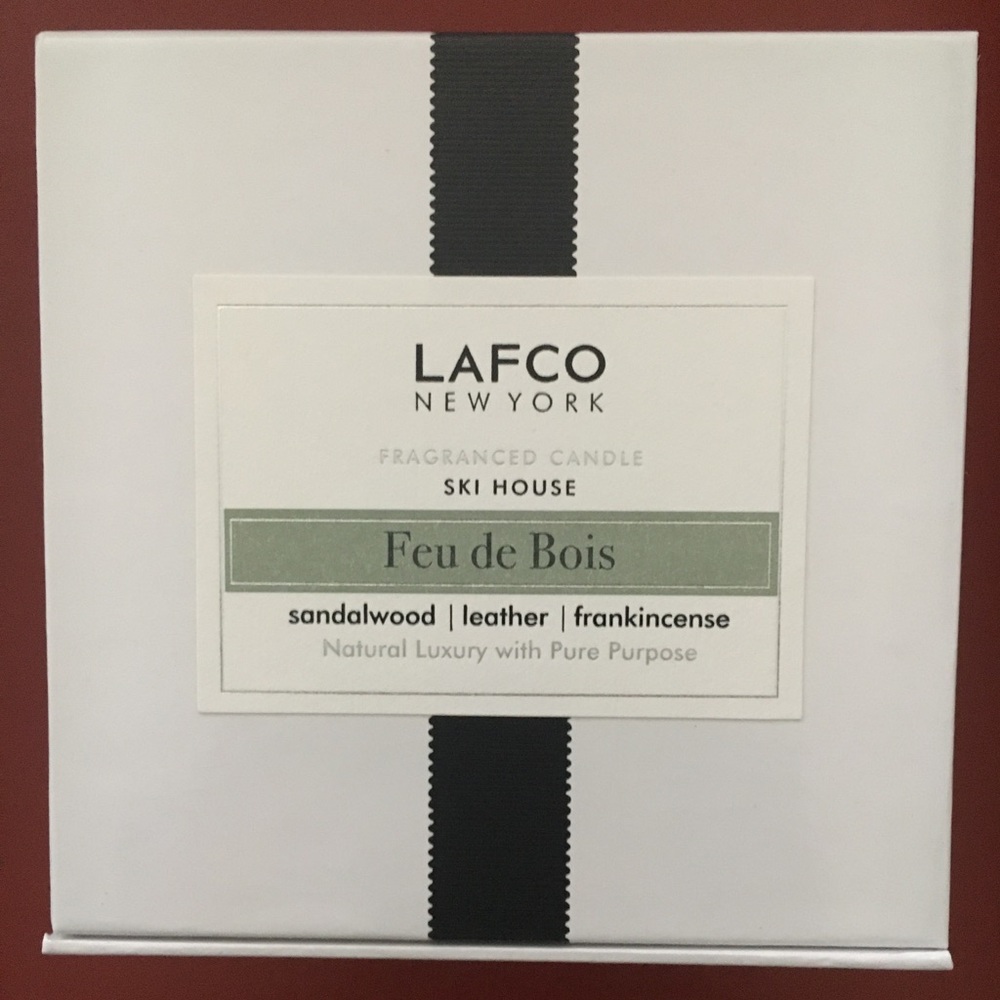 LAFCO
NEW YORK
FRAGRANCED CANDLE
SKI HOUSE
Feu de Bois
sandalwood | leather | frankincense
Natural Luxury with Pure Purpose